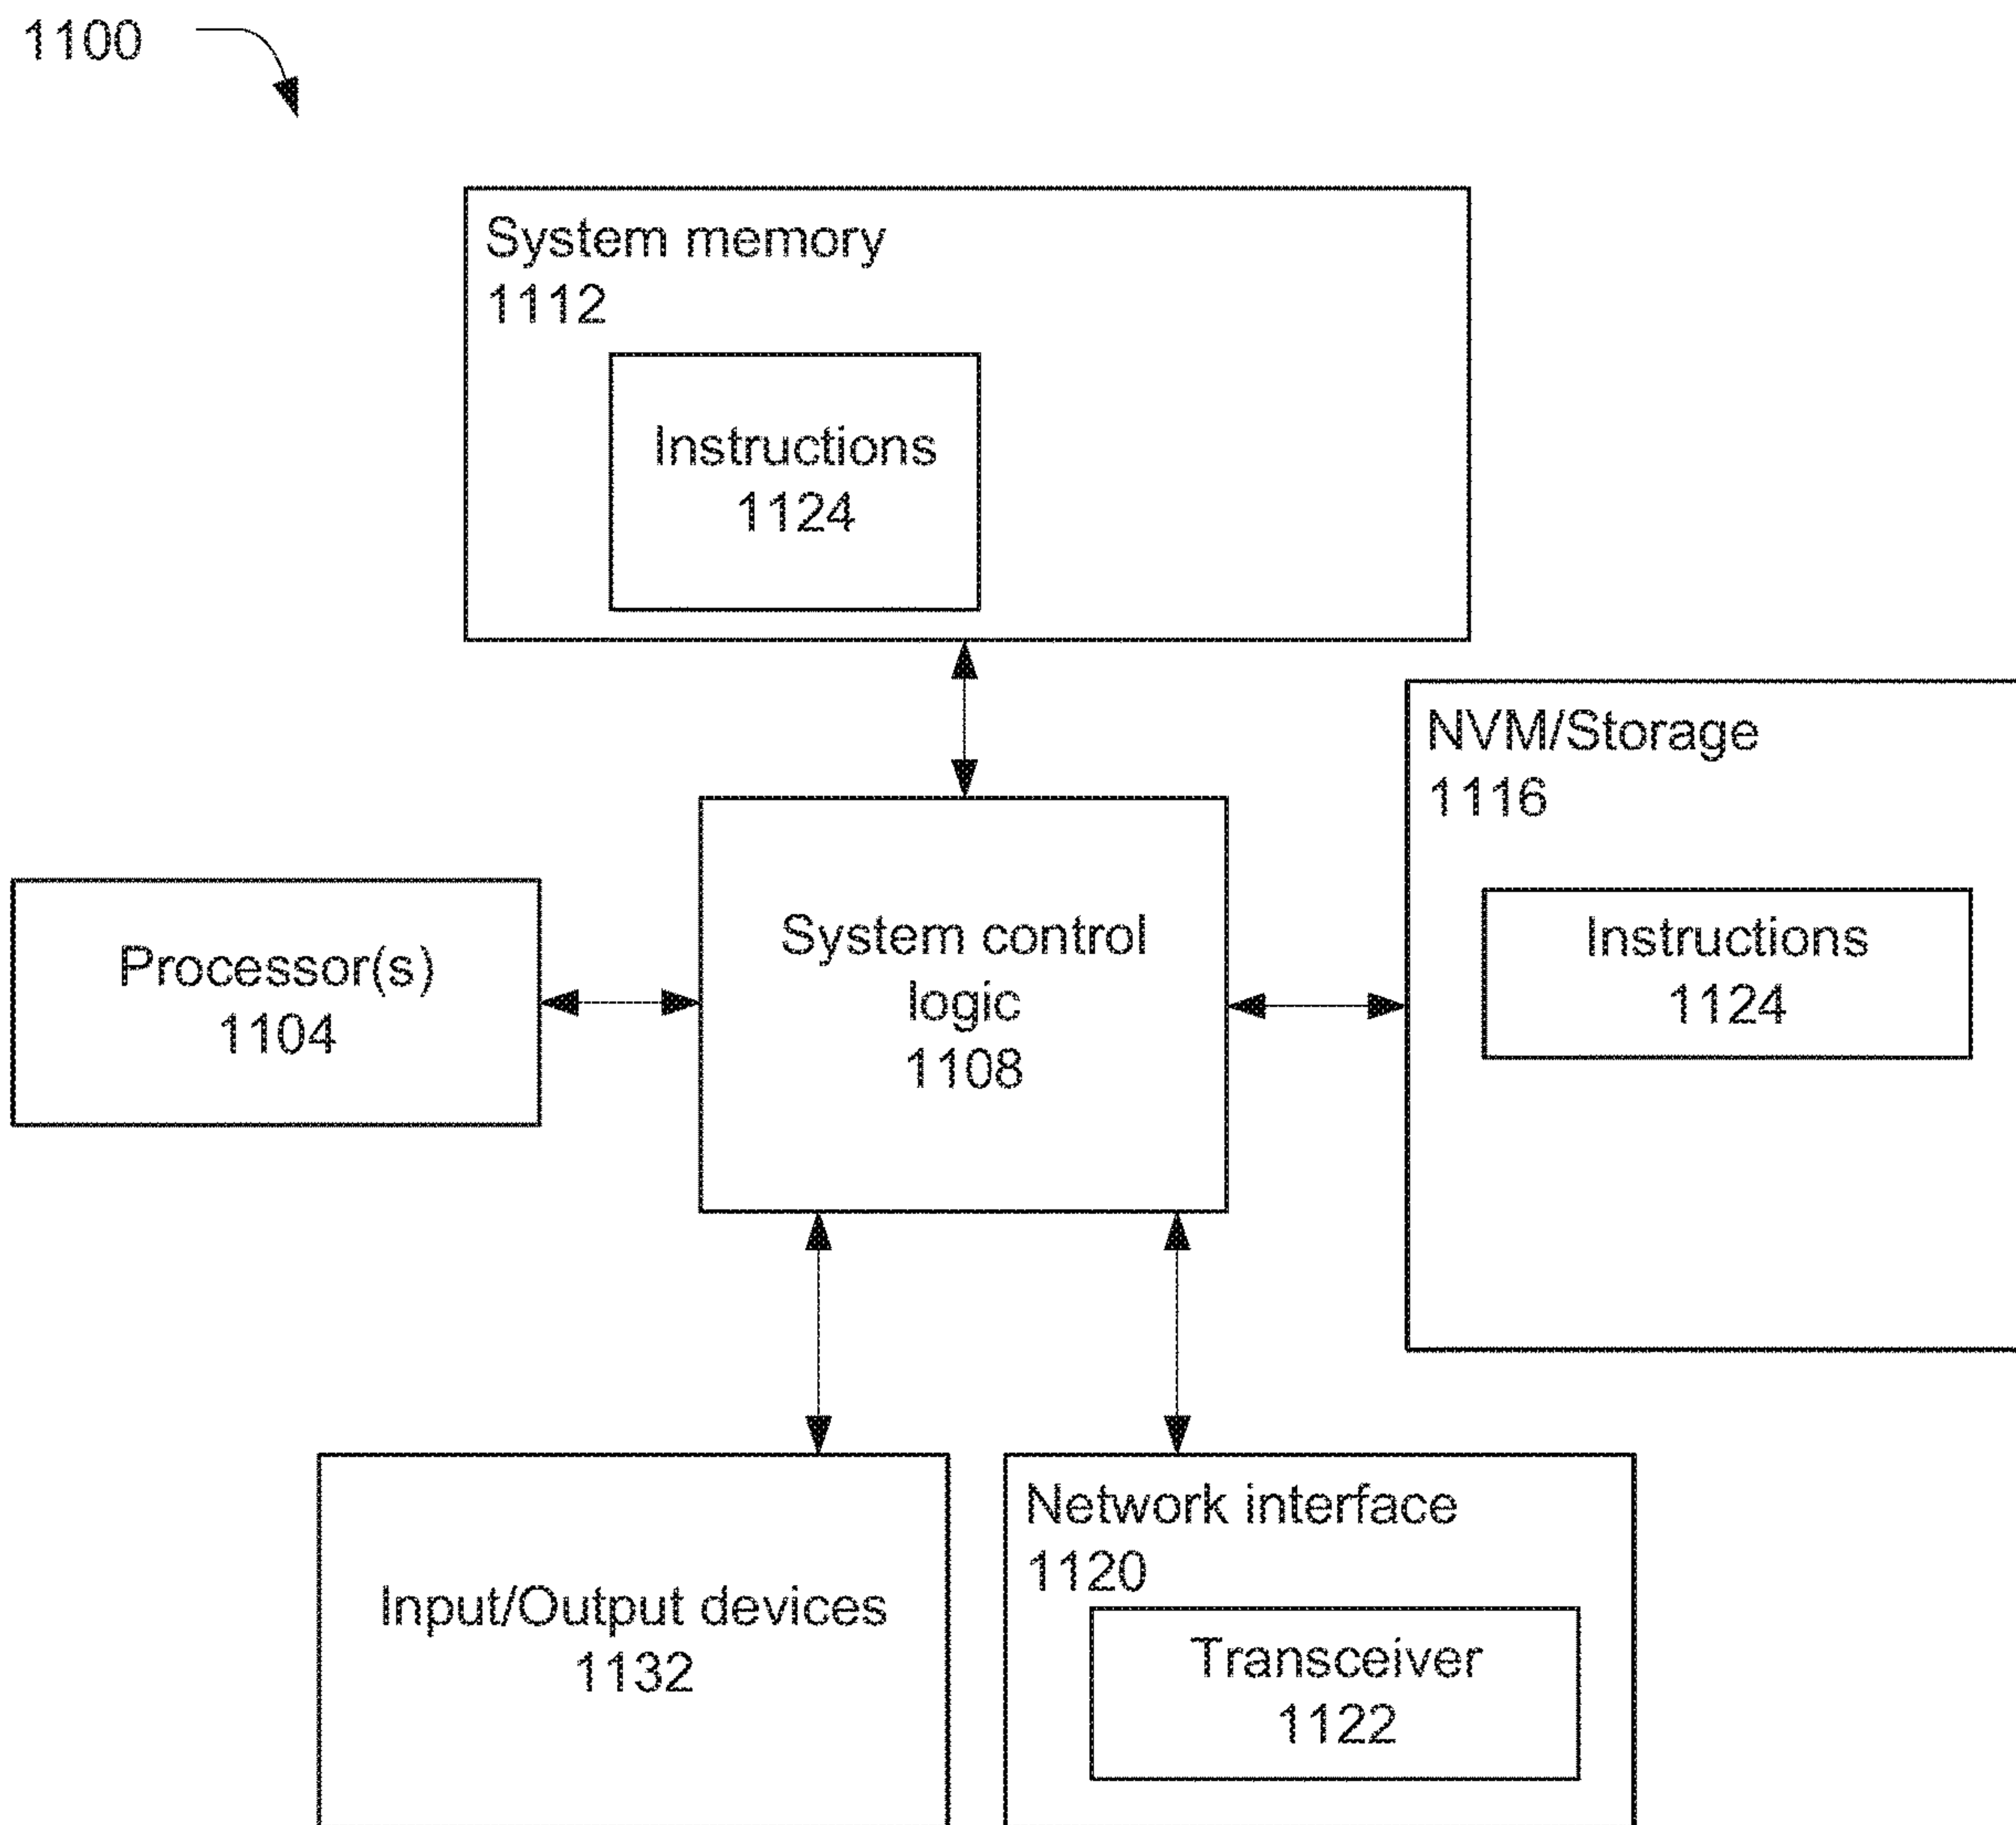 1100
System memory
1112
Instructions
1124
NVM/Storage
1116
Instructions
1124
Processor(s)
1104
System control
logic
1108
Input/Output devices
1132
Network interface
1120
Transceiver
1122